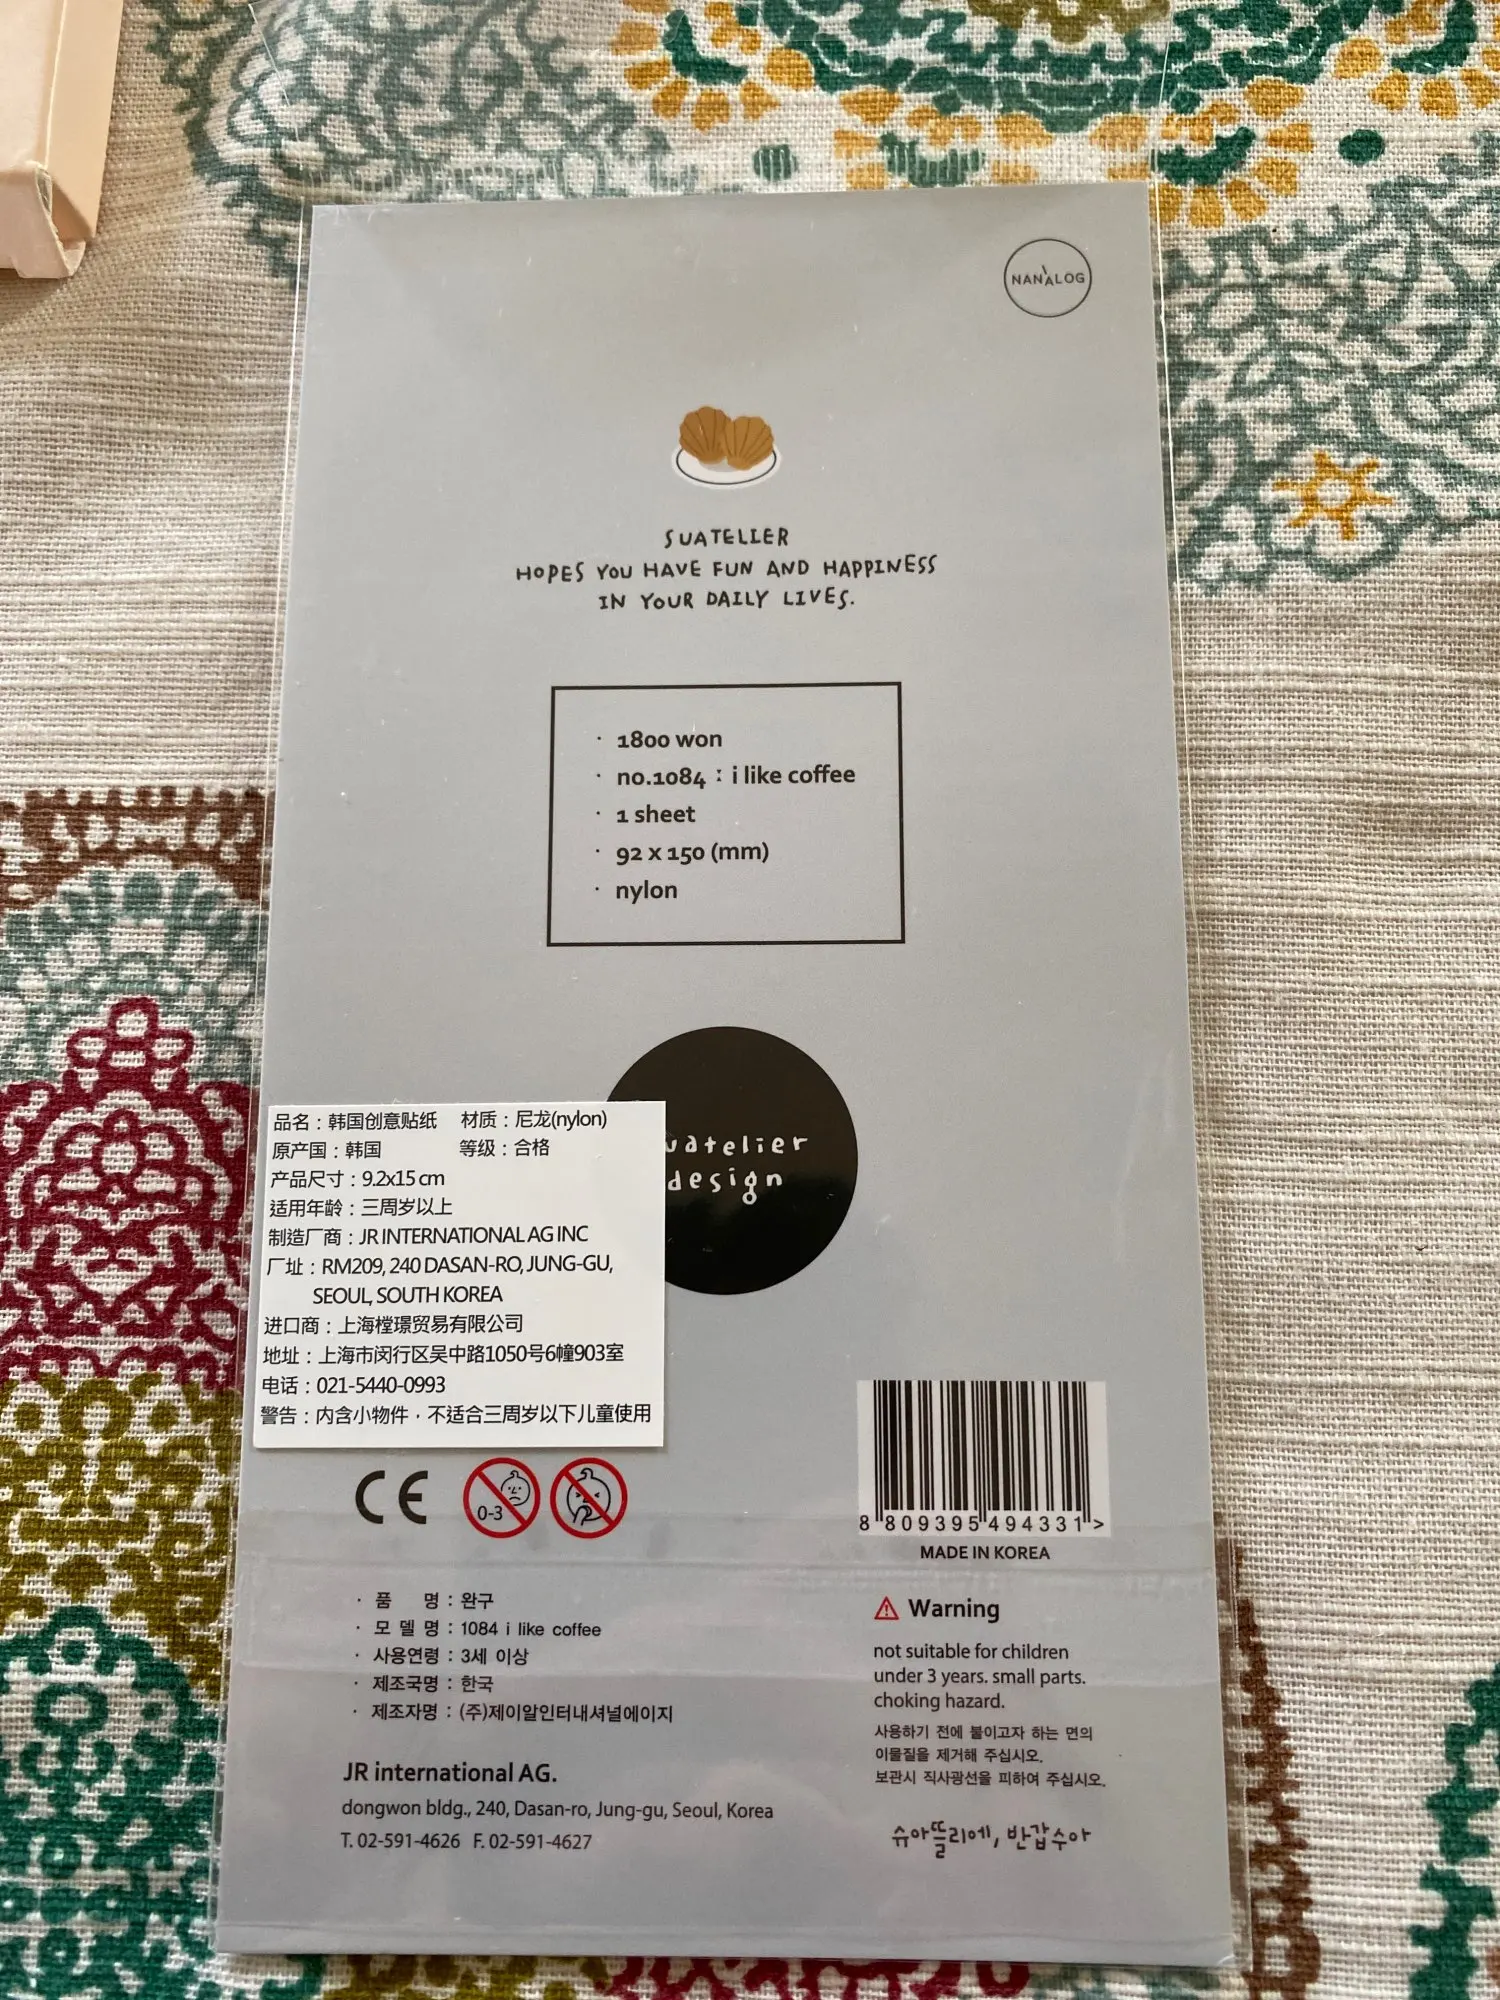 NANALOG
SUATELIER
HOPES YOU HAVE FUN AND HAPPINESS
IN YOUR DAILY LIVES.
· 1800 won
· no.1084 : i like coffee
· 1 sheet
· 92 x 150 (mm)
· nylon
uatelier
design
品名：韩国创意贴纸 材质：尼龙(nylon)
原产国：韩国 等级：合格
产品尺寸：9.2x15 cm
适用年龄：三周岁以上
制造厂商：JR INTERNATIONAL AG INC
厂址：RM209, 240 DASAN-RO, JUNG-GU,
SEOUL, SOUTH KOREA
进口商：上海樘璟贸易有限公司
地址：上海市闵行区吴中路1050号6幢903室
电话：021-5440-0993
警告：内含小物件，不适合三周岁以下儿童使用
CE
0-3
8 809395 494331 >
MADE IN KOREA
· 품 명 : 완구
· 모 델 명 : 1084 i like coffee
· 사용연령 : 3세 이상
· 제조국명 : 한국
· 제조자명 : (주)제이알인터내셔널에이지
JR international AG.
dongwon bldg., 240, Dasan-ro, Jung-gu, Seoul, Korea
T. 02-591-4626 F. 02-591-4627
Warning
not suitable for children
under 3 years. small parts.
choking hazard.
사용하기 전에 붙이고자 하는 면의
이물질을 제거해 주십시오.
보관시 직사광선을 피하여 주십시오.
슈아뜰리에, 반갑수아